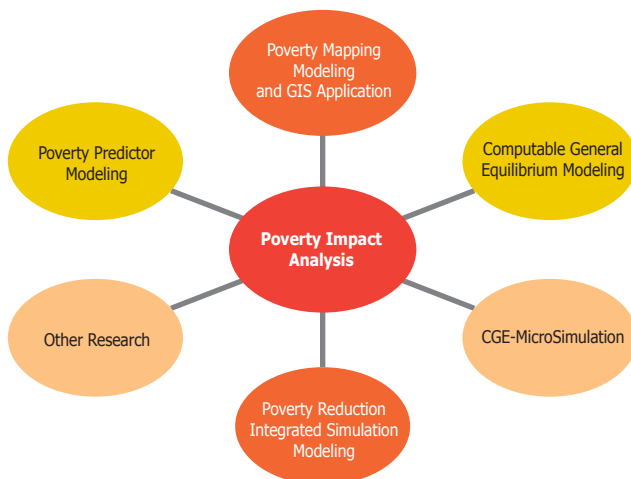 Poverty Mapping
Modeling
and GIS Application
Poverty Predictor
Modeling
Computable General
Equilibrium Modeling
Poverty Impact
Analysis
Other Research
CGE-MicroSimulation
Poverty Reduction
Integrated Simulation
Modeling